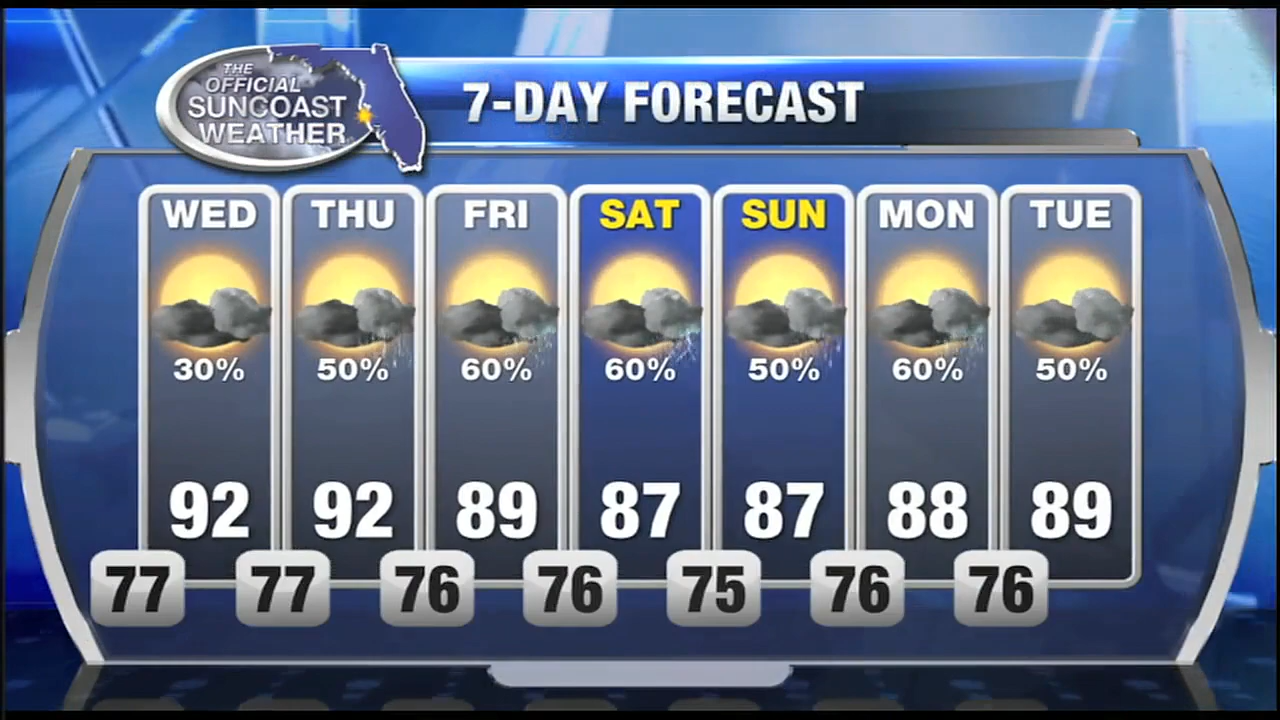 THE
OFFICIAL
SUNCOAST
WEATHER
7-DAY FORECAST
WED THU FRI SAT SUN MON TUE
30% 50% 60% 60% 50% 60% 50%
92 92 89 87 87 88 89
77 77 76 76 75 76 76